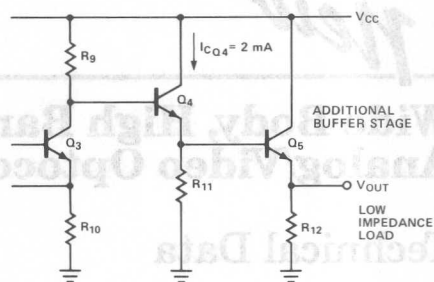 VCC
R9
ICQ4 = 2 mA
Q4
Q3
ADDITIONAL
BUFFER STAGE
Q5
R11
VOUT
R10
R12
LOW
IMPEDANCE
LOAD